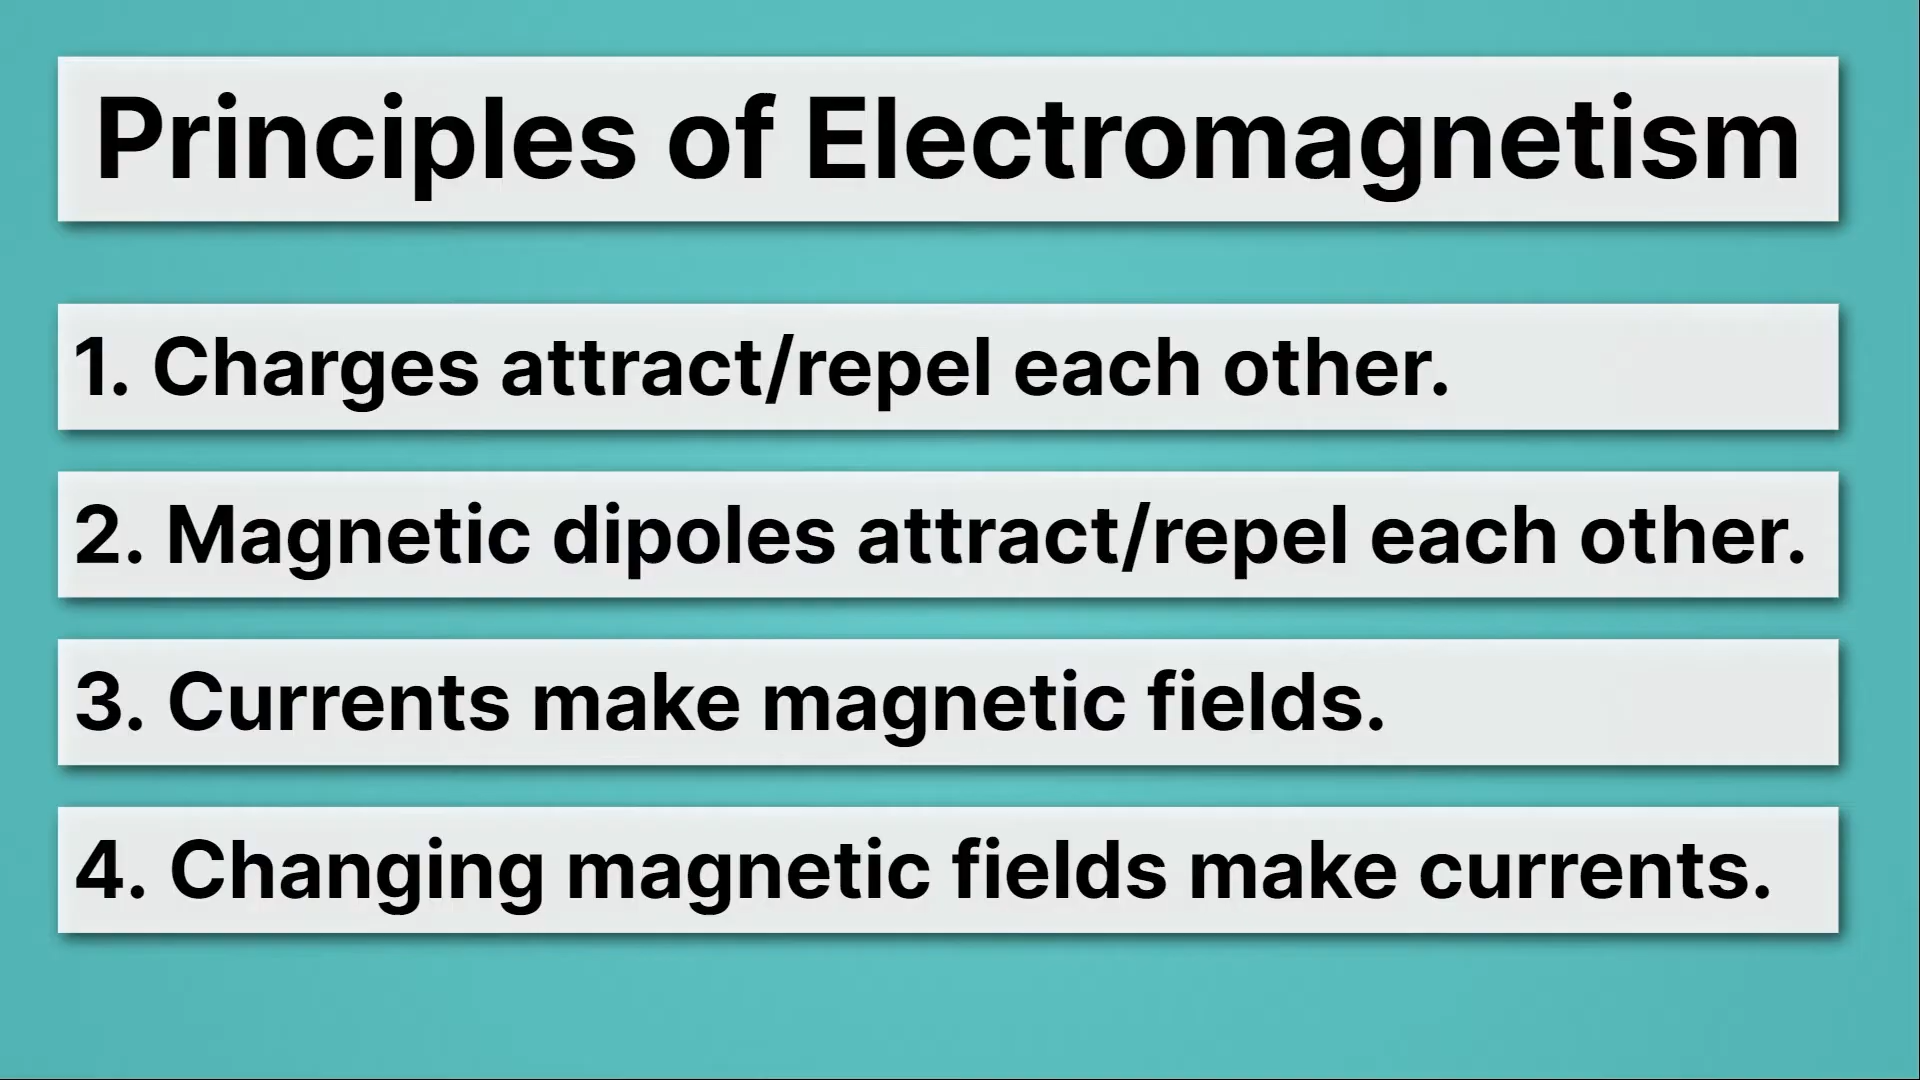 Principles of Electromagnetism
1. Charges attract/repel each other.
2. Magnetic dipoles attract/repel each other.
3. Currents make magnetic fields.
4. Changing magnetic fields make currents.